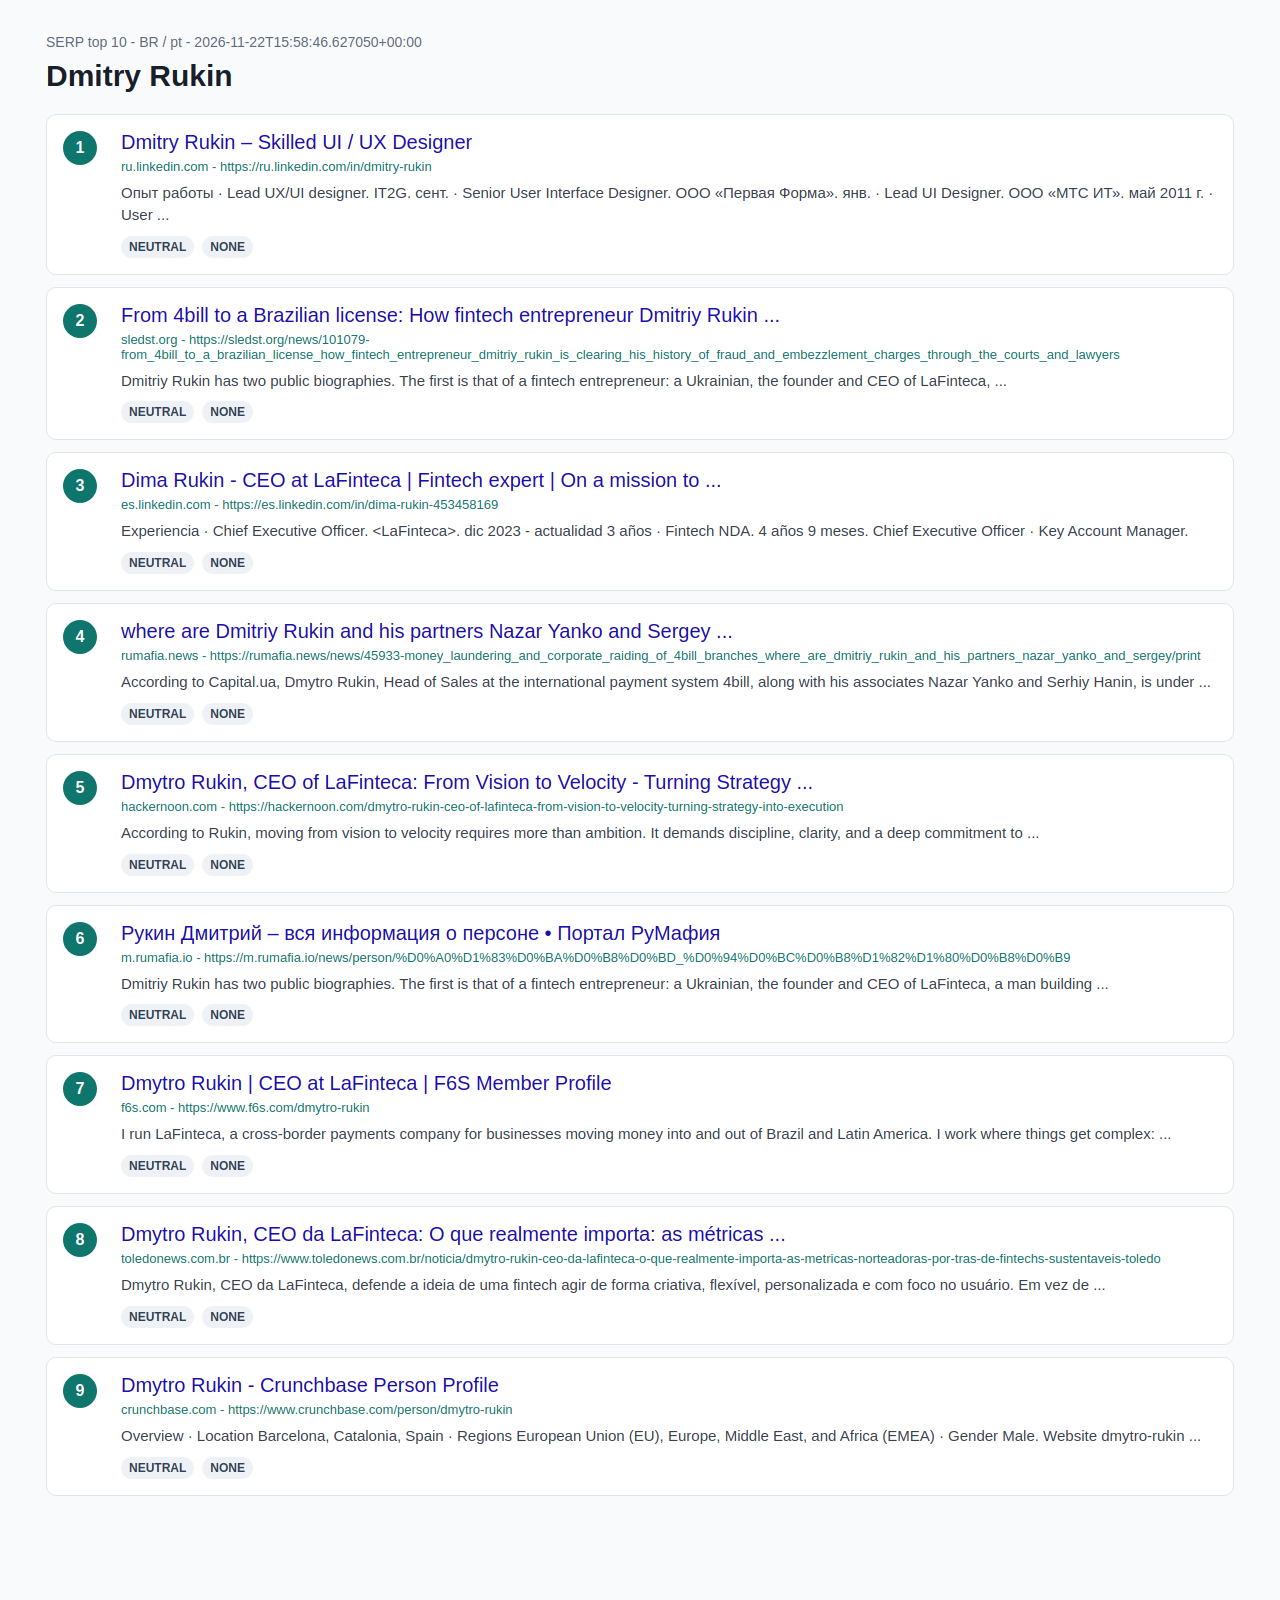 SERP top 10 - BR / pt - 2026-11-22T15:58:46.627050+00:00
Dmitry Rukin
1
Dmitry Rukin – Skilled UI / UX Designer
ru.linkedin.com - https://ru.linkedin.com/in/dmitry-rukin
Опыт работы · Lead UX/UI designer. IT2G. сент. · Senior User Interface Designer. ООО «Первая Форма». янв. · Lead UI Designer. ООО «МТС ИТ». май 2011 г. ·
User ...
NEUTRAL NONE
2
From 4bill to a Brazilian license: How fintech entrepreneur Dmitriy Rukin ...
sledst.org - https://sledst.org/news/101079-
from_4bill_to_a_brazilian_license_how_fintech_entrepreneur_dmitriy_rukin_is_clearing_his_history_of_fraud_and_embezzlement_charges_through_the_courts_and_lawyers
Dmitriy Rukin has two public biographies. The first is that of a fintech entrepreneur: a Ukrainian, the founder and CEO of LaFinteca, ...
NEUTRAL NONE
3
Dima Rukin - CEO at LaFinteca | Fintech expert | On a mission to ...
es.linkedin.com - https://es.linkedin.com/in/dima-rukin-453458169
Experiencia · Chief Executive Officer. &lt;LaFinteca&gt;. dic 2023 - actualidad 3 años · Fintech NDA. 4 años 9 meses. Chief Executive Officer · Key Account Manager.
NEUTRAL NONE
4
where are Dmitriy Rukin and his partners Nazar Yanko and Sergey ...
rumafia.news - https://rumafia.news/news/45933-money_laundering_and_corporate_raiding_of_4bill_branches_where_are_dmitriy_rukin_and_his_partners_nazar_yanko_and_sergey/print
According to Capital.ua, Dmytro Rukin, Head of Sales at the international payment system 4bill, along with his associates Nazar Yanko and Serhiy Hanin, is under ...
NEUTRAL NONE
5
Dmytro Rukin, CEO of LaFinteca: From Vision to Velocity - Turning Strategy ...
hackernoon.com - https://hackernoon.com/dmytro-rukin-ceo-of-lafinteca-from-vision-to-velocity-turning-strategy-into-execution
According to Rukin, moving from vision to velocity requires more than ambition. It demands discipline, clarity, and a deep commitment to ...
NEUTRAL NONE
6
Рукин Дмитрий – вся информация о персоне • Портал РуМафия
m.rumafia.io - https://m.rumafia.io/news/person/%D0%A0%D1%83%D0%BA%D0%B8%D0%BD_%D0%94%D0%BC%D0%B8%D1%82%D1%80%D0%B8%D0%B9
Dmitriy Rukin has two public biographies. The first is that of a fintech entrepreneur: a Ukrainian, the founder and CEO of LaFinteca, a man building ...
NEUTRAL NONE
7
Dmytro Rukin | CEO at LaFinteca | F6S Member Profile
f6s.com - https://www.f6s.com/dmytro-rukin
I run LaFinteca, a cross-border payments company for businesses moving money into and out of Brazil and Latin America. I work where things get complex: ...
NEUTRAL NONE
8
Dmytro Rukin, CEO da LaFinteca: O que realmente importa: as métricas ...
toledonews.com.br - https://www.toledonews.com.br/noticia/dmytro-rukin-ceo-da-lafinteca-o-que-realmente-importa-as-metricas-norteadoras-por-tras-de-fintechs-sustentaveis-toledo
Dmytro Rukin, CEO da LaFinteca, defende a ideia de uma fintech agir de forma criativa, flexível, personalizada e com foco no usuário. Em vez de ...
NEUTRAL NONE
9
Dmytro Rukin - Crunchbase Person Profile
crunchbase.com - https://www.crunchbase.com/person/dmytro-rukin
Overview · Location Barcelona, Catalonia, Spain · Regions European Union (EU), Europe, Middle East, and Africa (EMEA) · Gender Male. Website dmytro-rukin ...
NEUTRAL NONE